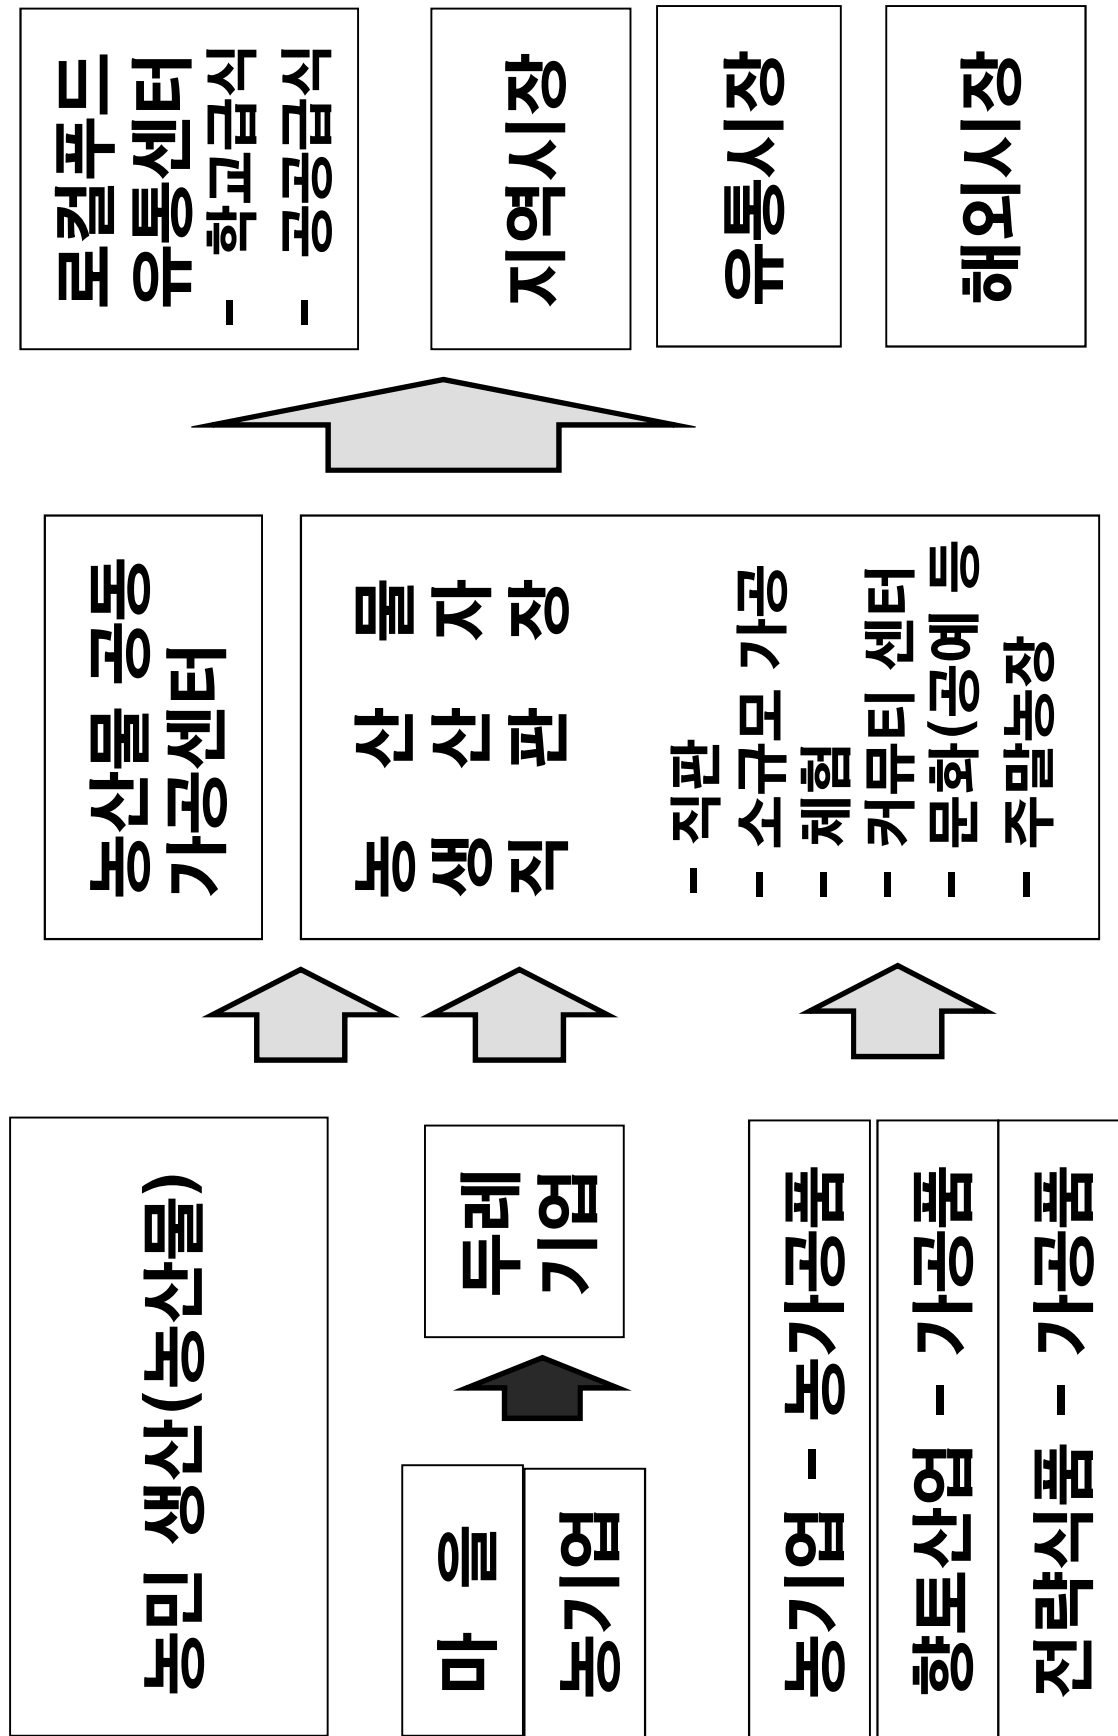 농민 생산(농산물)
마 을
농기업
두레
기업
농기업 - 농가공품
향토산업 - 가공품
전략식품 - 가공품
농산물 공동
가공센터
농 산 물
생 산 자
직 판 장
- 직판
- 소규모 가공
- 체험
- 커뮤티 센터
- 문화(공예 등
- 주말농장
로컬푸드
유통센터
- 학교급식
- 공공급식
지역시장
유통시장
해외시장